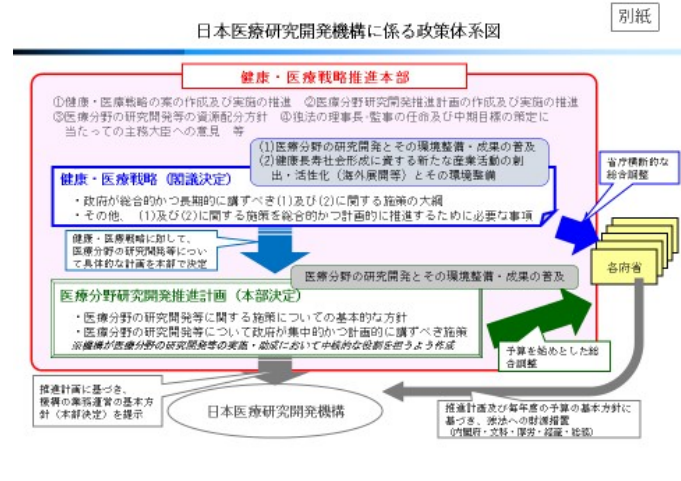 別紙
日本医療研究開発機構に係る政策体系図
健康・医療戦略推進本部
①健康・医療戦略の案の作成及び実施の推進　②医療分野研究開発推進計画の作成及び実施の推進
③医療分野の研究開発等の資源配分方針　④独法の理事長・監事の任命及び中期目標の策定に
当たっての主務大臣への意見　等
(1)医療分野の研究開発とその環境整備・成果の普及
(2)健康長寿社会形成に資する新たな産業活動の創
出・活性化（海外展開等）とその環境整備
健康・医療戦略（閣議決定）
・政府が総合的かつ長期的に講ずべき(1)及び(2)に関する施策の大綱
・その他、(1)及び(2)に関する施策を総合的かつ計画的に推進するために必要な事項
省庁横断的な
総合調整
各府省
健康・医療戦略に即して、
医療分野の研究開発等につい
て具体的な計画を本部で決定
医療分野の研究開発とその環境整備・成果の普及
医療分野研究開発推進計画（本部決定）
・医療分野の研究開発等に関する施策についての基本的な方針
・医療分野の研究開発等について政府が集中的かつ計画的に講ずべき施策
※機構が医療分野の研究開発等の実施・助成において中核的な役割を担うよう作成
予算を始めとした総
合調整
推進計画に基づき、
機構の業務運営の基本方
針（本部決定）を提示
日本医療研究開発機構
推進計画及び毎年度の予算の基本方針に
基づき、独法への財源措置
(内閣府・文科・厚労・経産・総務)